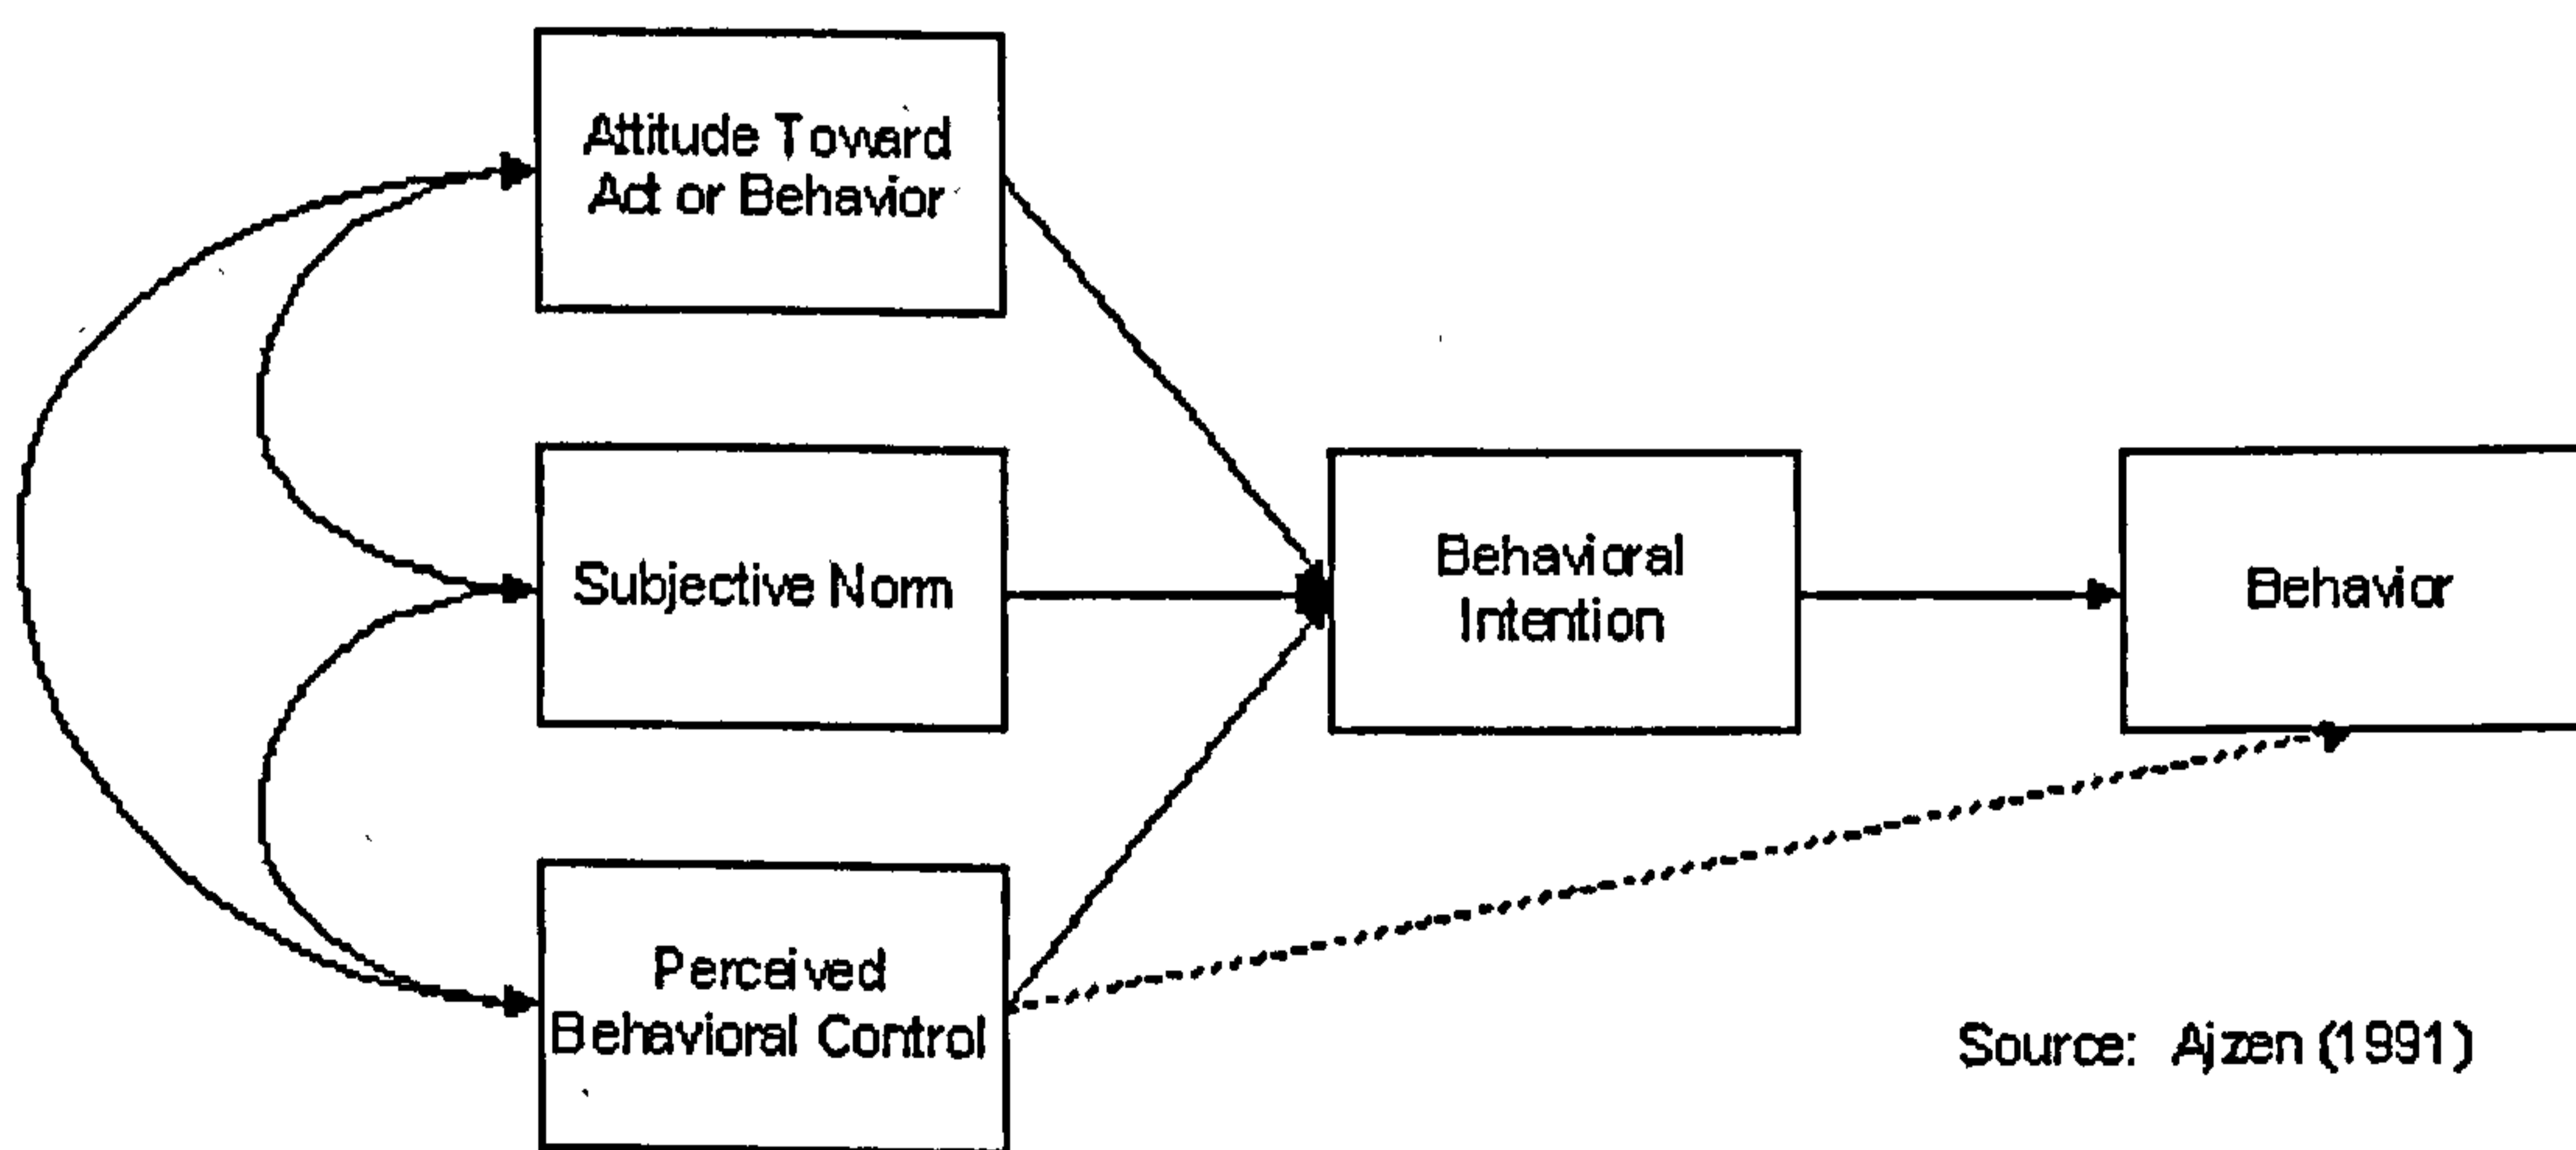 Attitude Toward
Act or Behavior
Subjective Norm
Behavioral
Intention
Behavior
Perceived
Behavioral Control
Source: Ajzen (1991)